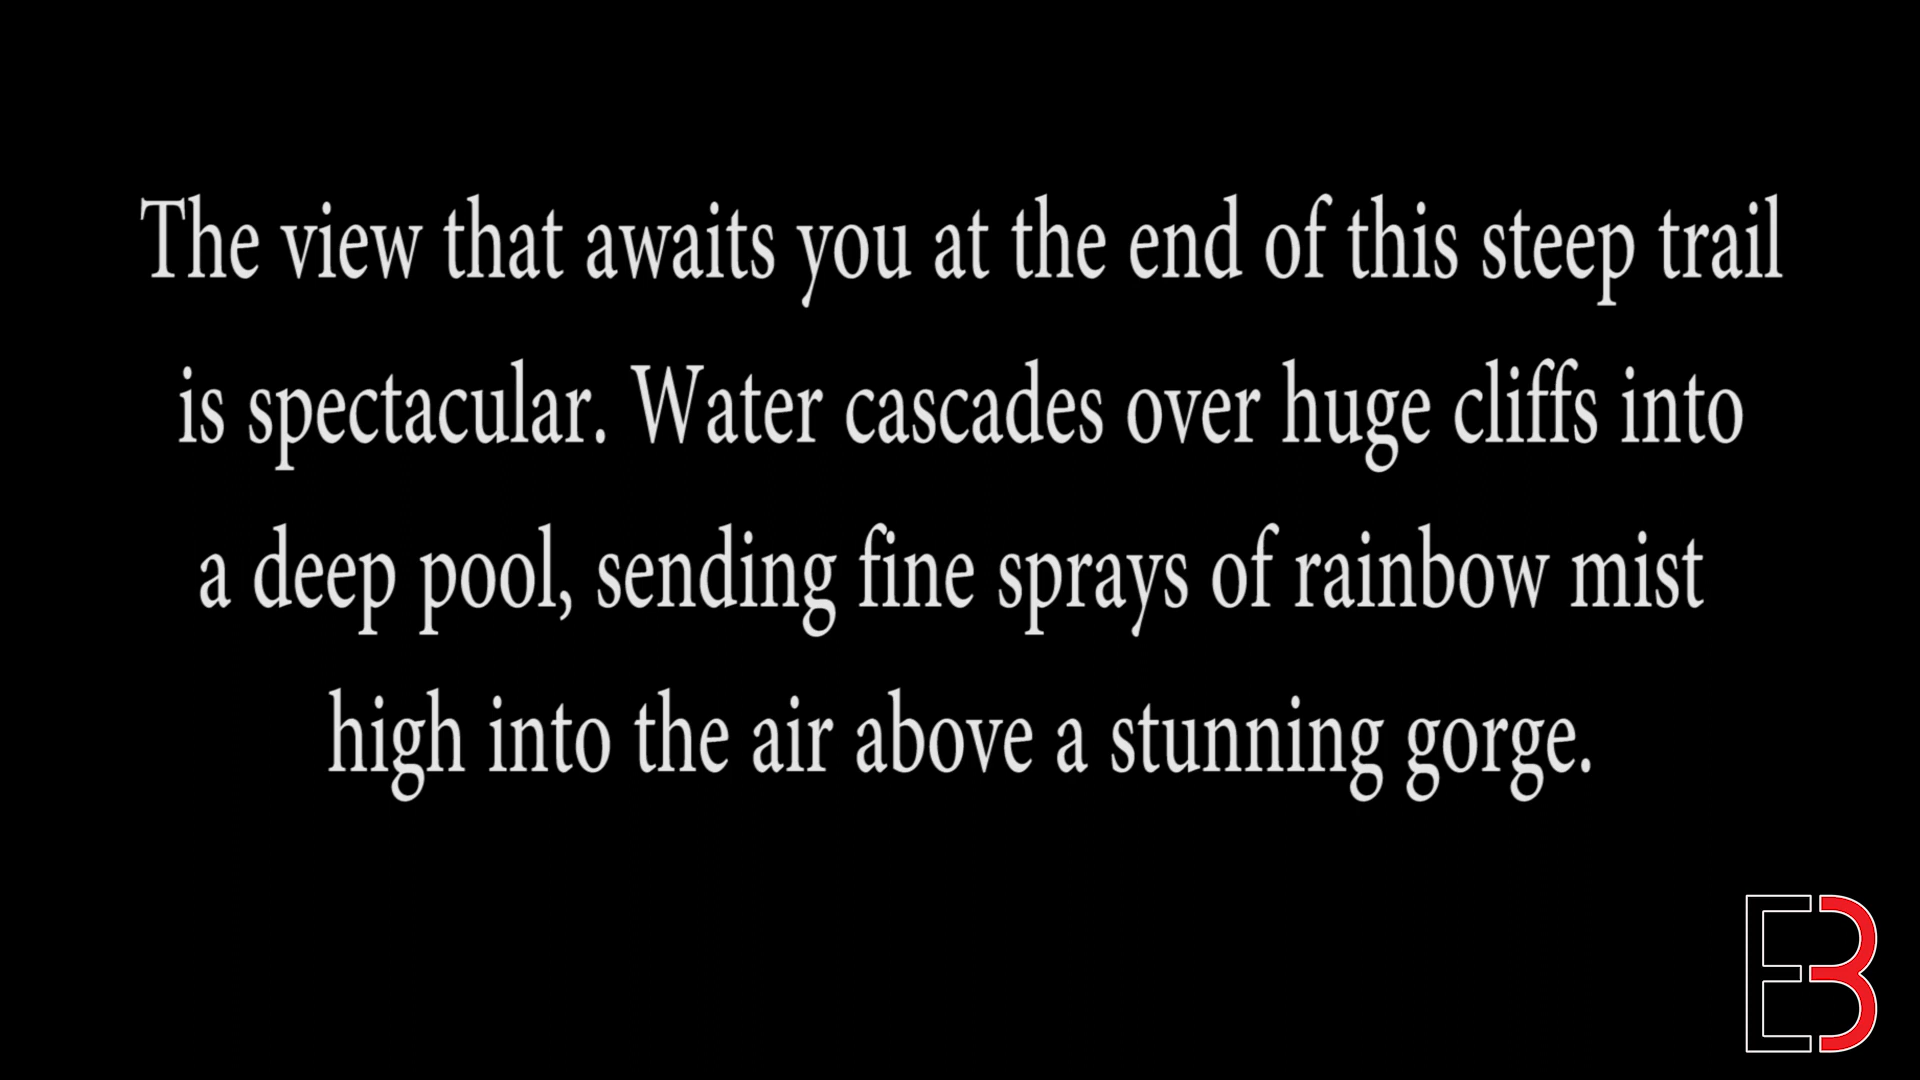 The view that awaits you at the end of this steep trail
is spectacular. Water cascades over huge cliffs into
a deep pool, sending fine sprays of rainbow mist
high into the air above a stunning gorge.
EB